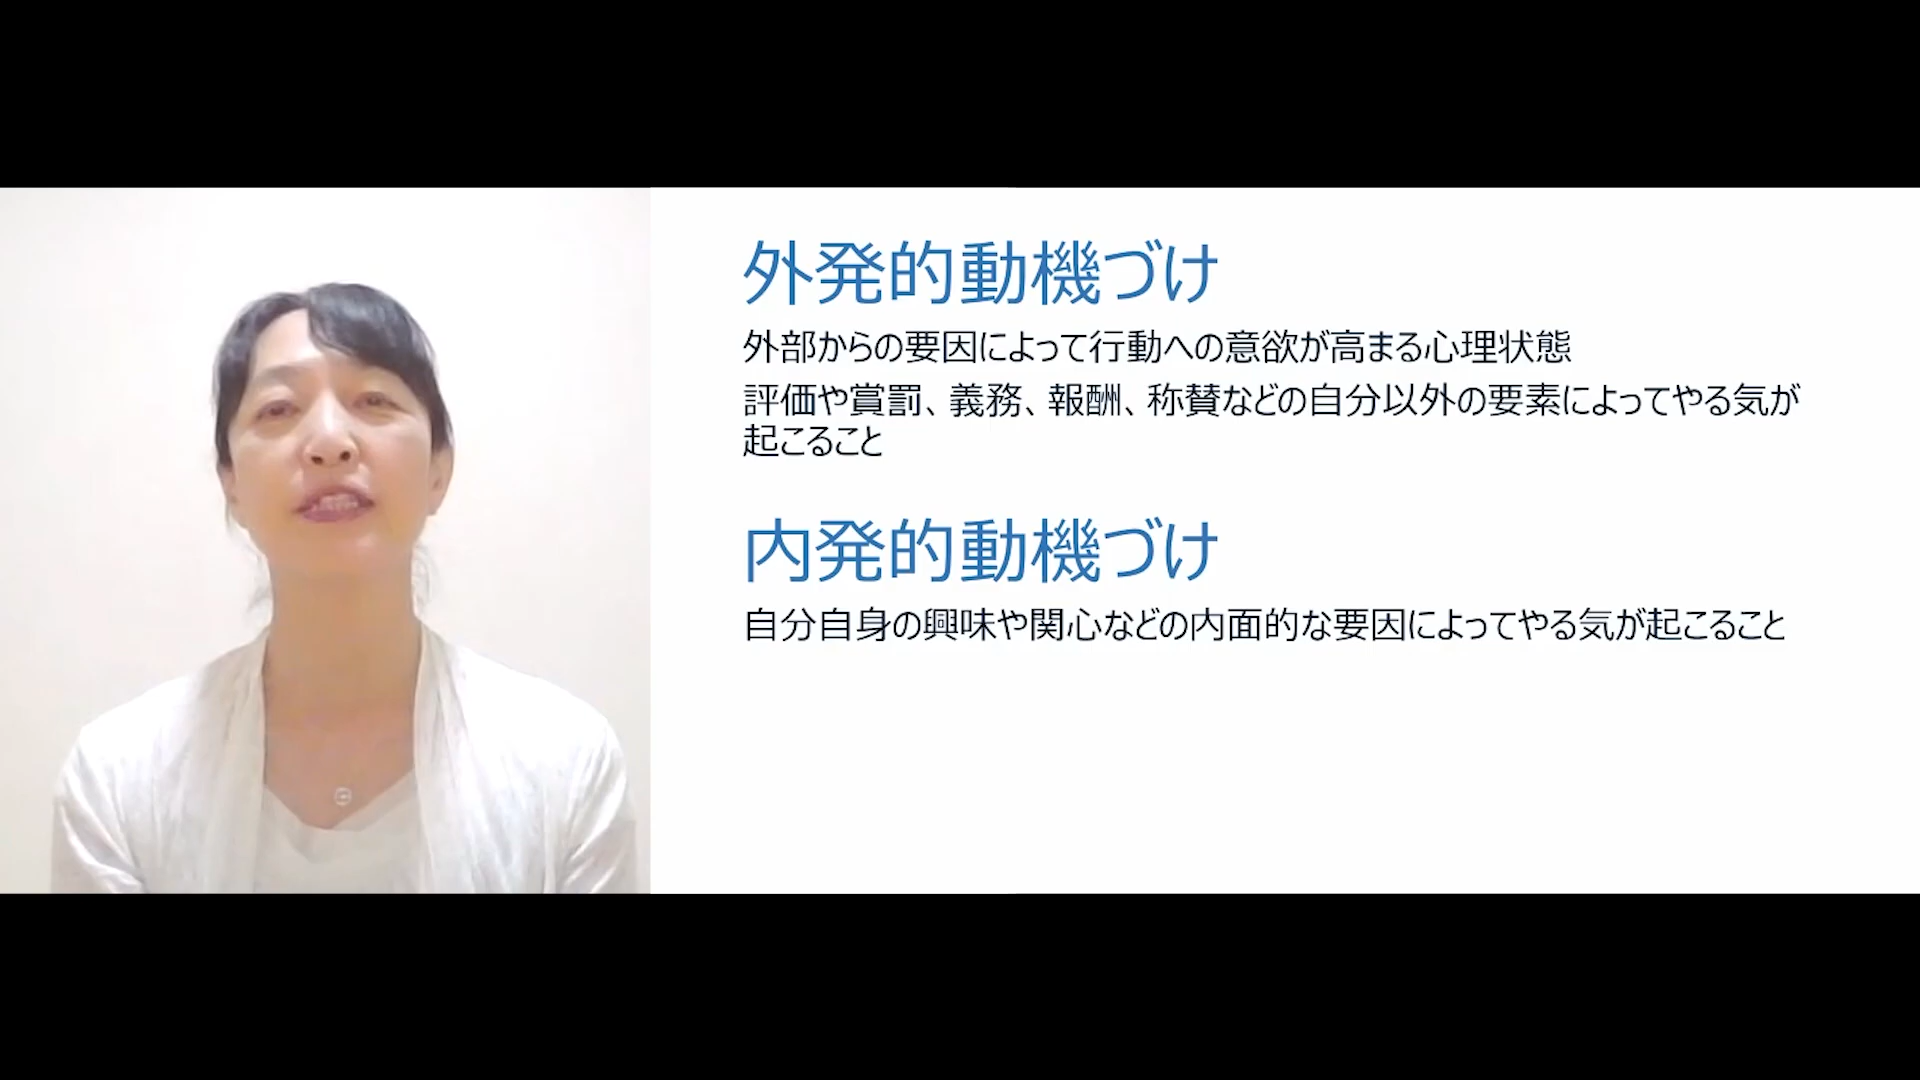 外発的動機づけ
外部からの要因によって行動への意欲が高まる心理状態
評価や賞罰、義務、報酬、称賛などの自分以外の要素によってやる気が
起こること
内発的動機づけ
自分自身の興味や関心などの内面的な要因によってやる気が起こること